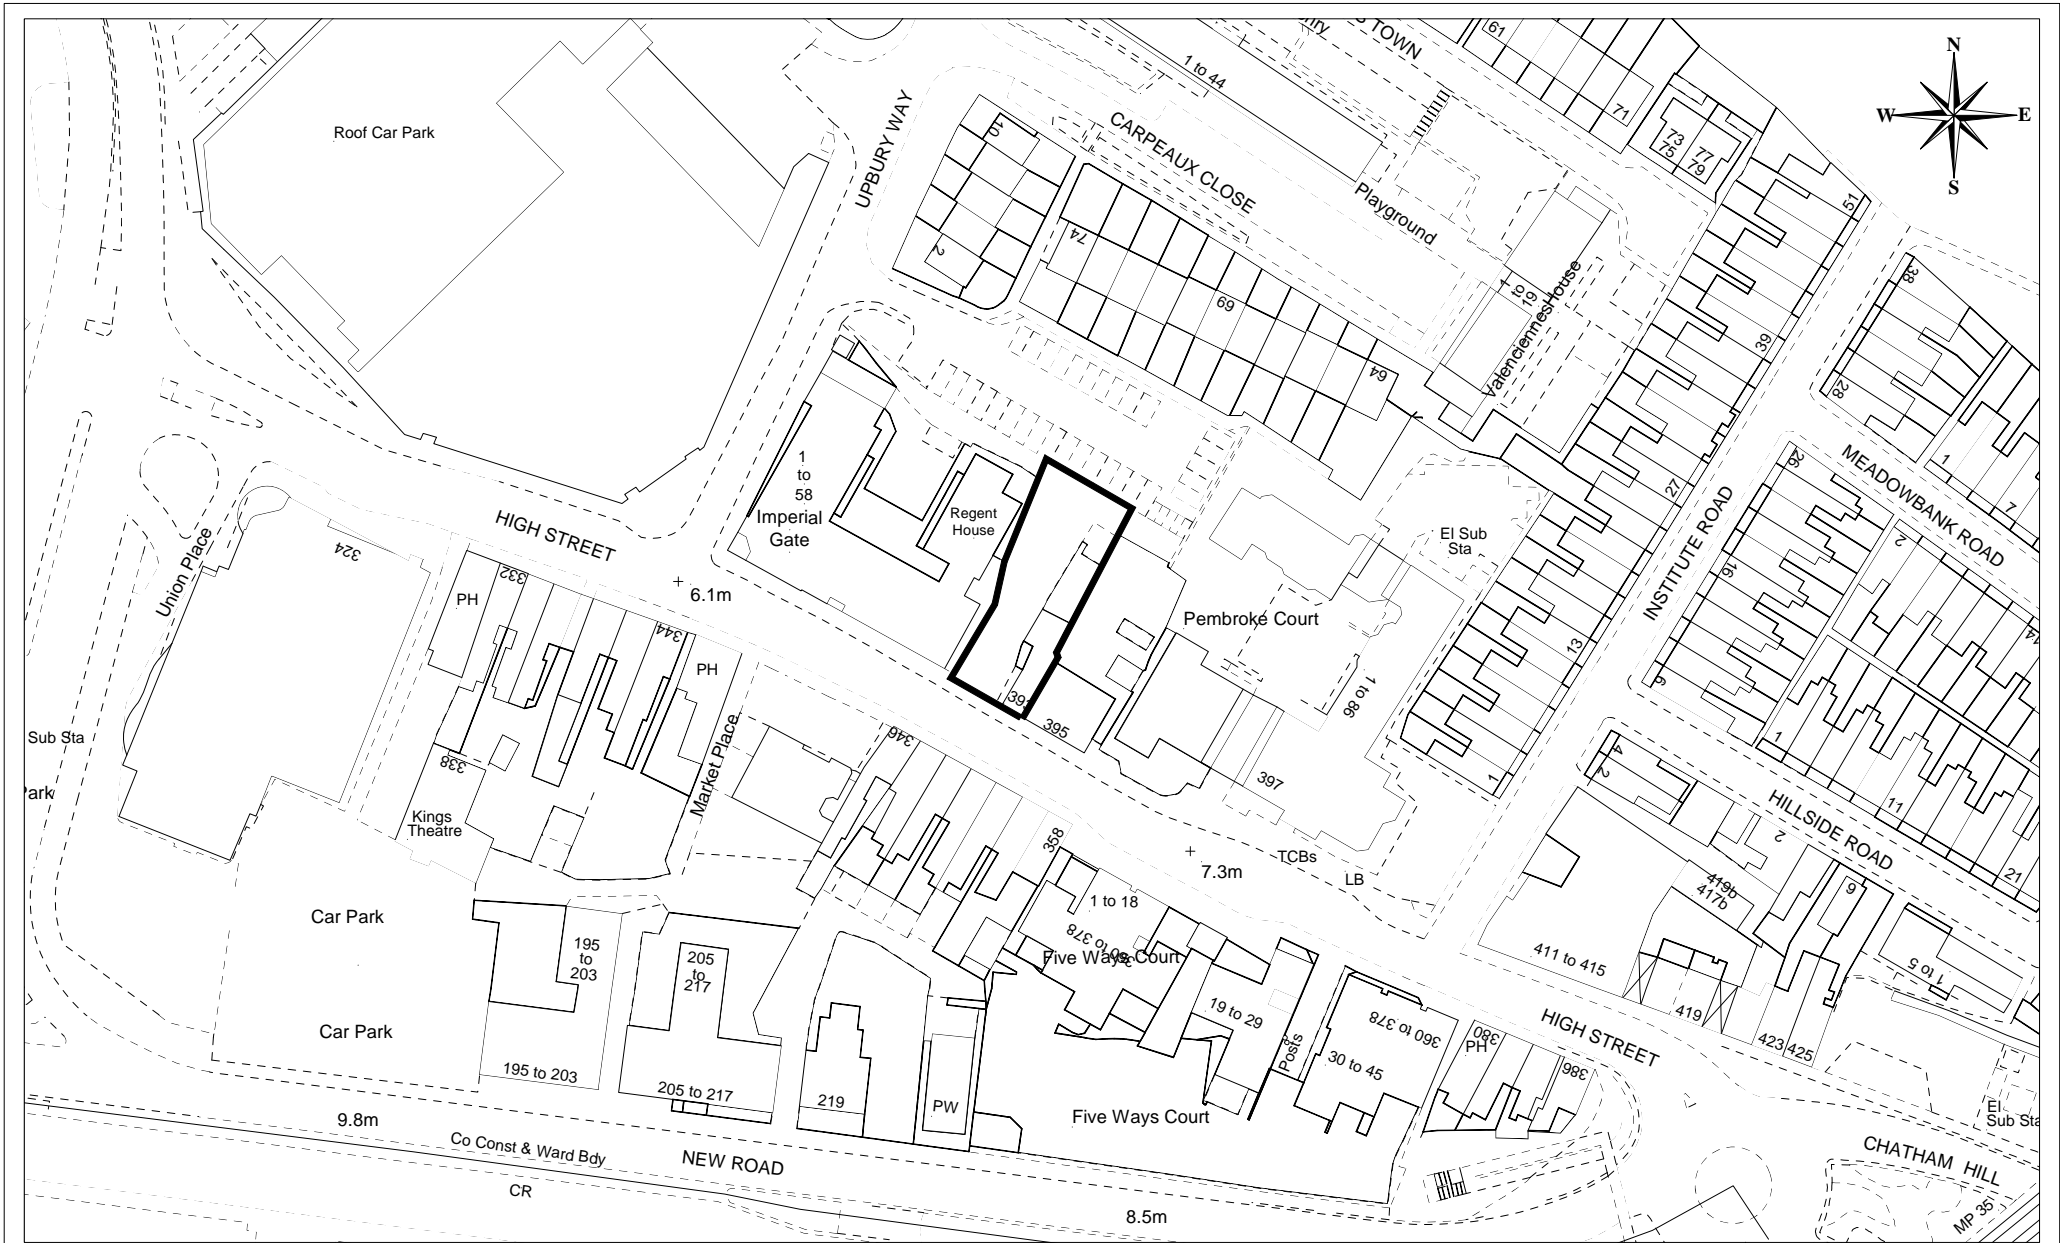 61
TOWN
1 to 44
71
73
75
77
79
N
W
E
S
Roof Car Park
UPBURY WAY
10
2
CARPEAUX CLOSE
Playground
74
69
64
1
to
19
Valenciennes House
51
39
27
13
1
INSTITUTE ROAD
38
28
26
16
6
MEADOWBANK ROAD
1
7
2
14
1
11
21
4
2
HILLSIDE ROAD
2
9
1
to
58
Imperial
Gate
Regent
House
El Sub
Sta
Pembroke Court
1 to 86
HIGH STREET
6.1m
Union Place
324
PH
332
344
PH
338
Kings
Theatre
Market Place
346
358
395
397
7.3m
TCBs
LB
Sub Sta
Car Park
Car Park
195
to
203
195 to 203
205
to
217
205 to 217
219
PW
1 to 18
360 to 378
Five Ways Court
19 to 29
Posts
30 to 45
360 to 378
380
PH
386
Five Ways Court
419b
417b
411 to 415
419
423
425
1 to 5
HIGH STREET
El
Sub Sta
CHATHAM HILL
MP 35
9.8m
Co Const & Ward Bdy
NEW ROAD
CR
8.5m